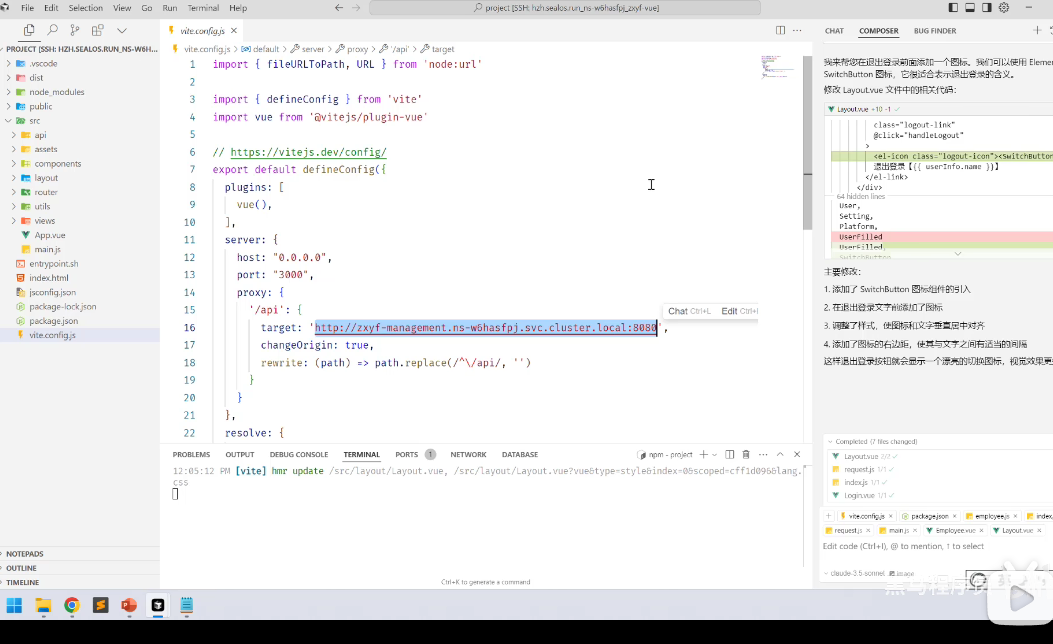 File Edit Selection View Go Run Terminal Help
project [SSH: hzh.sealos.run_ns-w6hasfpj_zxyf-vue]
PROJECT [SSH: HZH.SEALOS.RUN_NS-W6H...
.vscode
dist
node_modules
public
src
api
assets
components
layout
router
utils
views
App.vue
main.js
entrypoint.sh
index.html
jsconfig.json
package-lock.json
package.json
vite.config.js
NOTEPADS
OUTLINE
TIMELINE
vite.config.js
vite.config.js > default > server > proxy > '/api' > target
1 import { fileURLToPath, URL } from 'node:url'
2
3 import { defineConfig } from 'vite'
4 import vue from '@vitejs/plugin-vue'
5
6 // https://vitejs.dev/config/
7 export default defineConfig({
8 plugins: [
9 vue(),
10 ],
11 server: {
12 host: "0.0.0.0",
13 port: "3000",
14 proxy: {
15 '/api': {
16 target: 'http://zxyf-management.ns-w6hasfpj.svc.cluster.local:8080',
17 changeOrigin: true,
18 rewrite: (path) => path.replace(/^\/api/, '')
19 }
20 }
21 },
22 resolve: {
Chat Ctrl+L Edit Ctrl+I
PROBLEMS OUTPUT DEBUG CONSOLE TERMINAL PORTS 1 NETWORK DATABASE
npm - project
12:05:12 PM [vite] hmr update /src/layout/Layout.vue, /src/layout/Layout.vue?vue&type=style&index=0&scoped=cff1d096&lang.
css
Ctrl+K to generate a command
CHAT COMPOSER BUG FINDER
我来帮您在退出登录前面添加一个图标。我们可以使用 Elemen
SwitchButton 图标，它很适合表示退出登录的含义。
修改 Layout.vue 文件中的相关代码：
Layout.vue +10 -1
class="logout-link"
@click="handleLogout"
>
<el-icon class="logout-icon"><SwitchButton
退出登录【{{ userInfo.name }}】
</el-link>
</div>
64 hidden lines
User,
Setting,
Platform,
UserFilled
UserFilled,
SwitchButton
主要修改：
1. 添加了 SwitchButton 图标组件的引入
2. 在退出登录文字前添加了图标
3. 调整了样式，使图标和文字垂直居中对齐
4. 添加了图标的右边距，使其与文字之间有适当的间隔
这样退出登录按钮就会显示一个漂亮的切换图标，视觉效果更
Completed (7 files changed)
Layout.vue 2/2
request.js 1/1
index.js 1/1
Login.vue 1/1
vite.config.js package.json employee.js index.
request.js main.js Employee.vue Layout.vue
Edit code (Ctrl+I), @ to mention, ↑ to select
claude-3.5-sonnet image